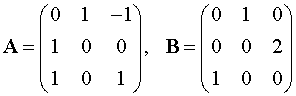 A = ( 0 1 −1 ; 1 0 0 ; 1 0 1 ), B = ( 0 1 0 ; 0 0 2 ; 1 0 0 )